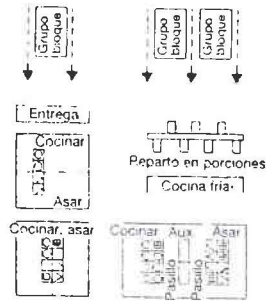 Grupo
bloque
Grupo
bloque
Grupo
bloque
Entrega
Cocinar
Asar
Reparto en porciones
Cocina fría
Cocinar, asar
Cocinar Aux. Asar
Pasillo
Pasillo